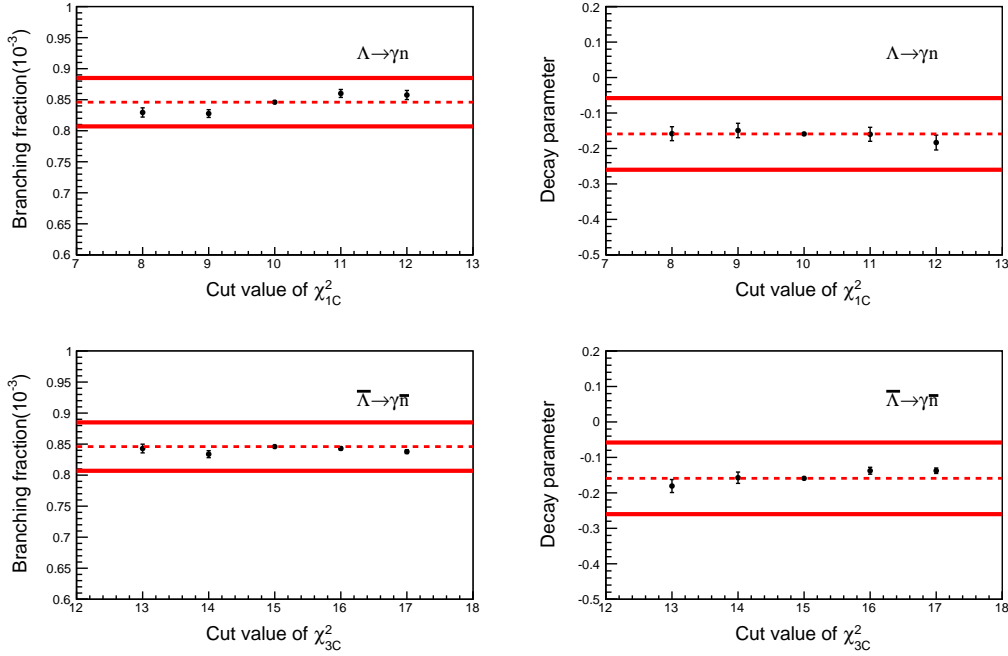 1
0.95
0.9
0.85
0.8
0.75
0.7
0.65
0.6
Branching fraction(10⁻³)
Λ→γn
7 8 9 10 11 12 13
Cut value of χ²₁C
0.2
0.1
0
-0.1
-0.2
-0.3
-0.4
-0.5
Decay parameter
Λ→γn
7 8 9 10 11 12 13
Cut value of χ²₁C
1
0.95
0.9
0.85
0.8
0.75
0.7
0.65
0.6
Branching fraction(10⁻³)
Λ̅→γn̅
12 13 14 15 16 17 18
Cut value of χ²₃C
0.2
0.1
0
-0.1
-0.2
-0.3
-0.4
-0.5
Decay parameter
Λ̅→γn̅
12 13 14 15 16 17 18
Cut value of χ²₃C